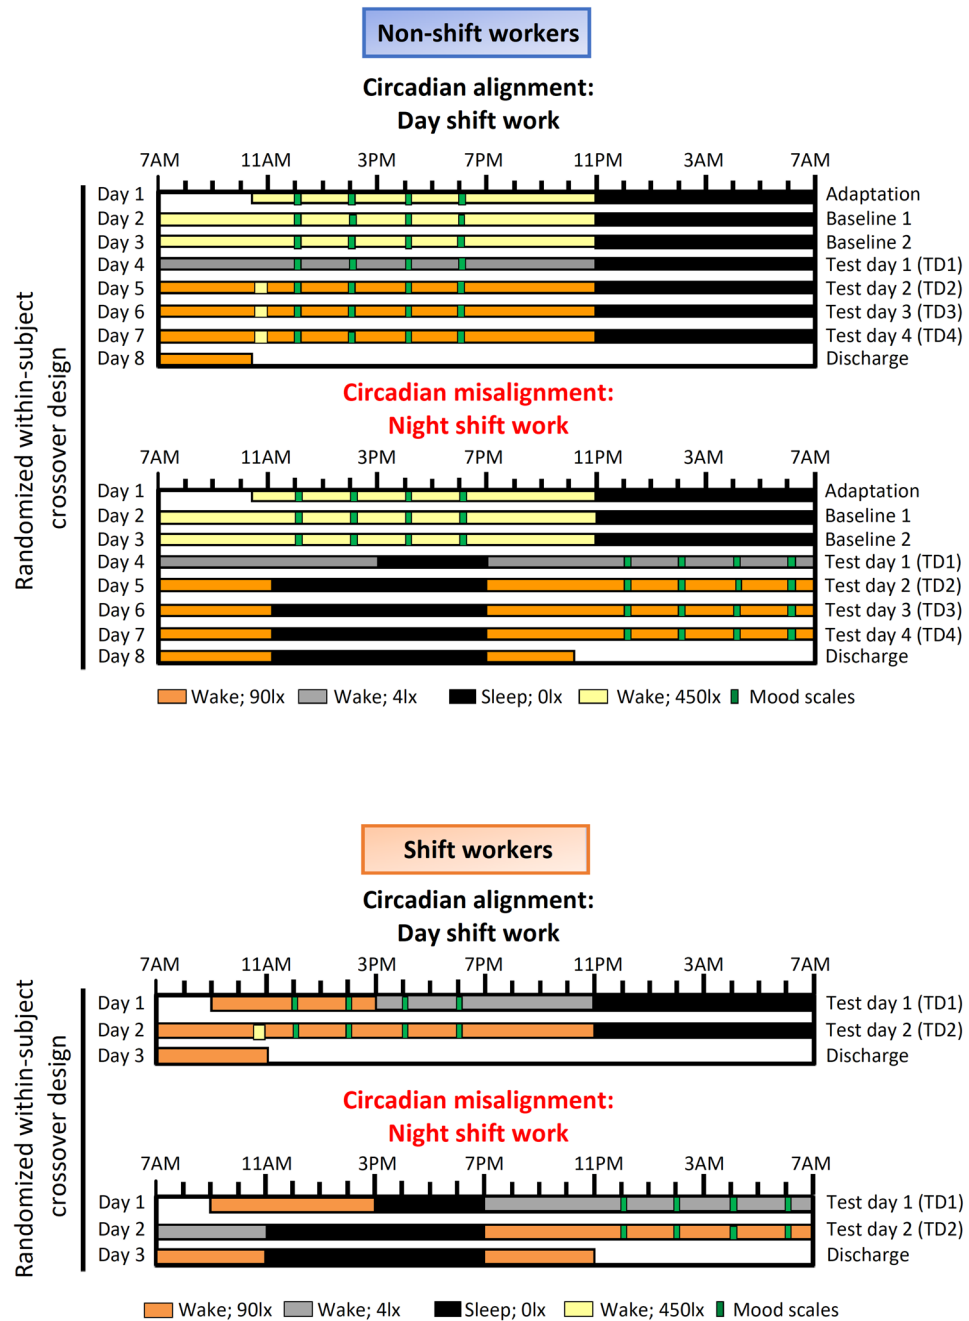 Non-shift workers
Circadian alignment:
Day shift work
7AM 11AM 3PM 7PM 11PM 3AM 7AM
Randomized within-subject
crossover design
Day 1 Adaptation
Day 2 Baseline 1
Day 3 Baseline 2
Day 4 Test day 1 (TD1)
Day 5 Test day 2 (TD2)
Day 6 Test day 3 (TD3)
Day 7 Test day 4 (TD4)
Day 8 Discharge
Circadian misalignment:
Night shift work
7AM 11AM 3PM 7PM 11PM 3AM 7AM
Day 1 Adaptation
Day 2 Baseline 1
Day 3 Baseline 2
Day 4 Test day 1 (TD1)
Day 5 Test day 2 (TD2)
Day 6 Test day 3 (TD3)
Day 7 Test day 4 (TD4)
Day 8 Discharge
Wake; 90lx Wake; 4lx Sleep; 0lx Wake; 450lx Mood scales
Shift workers
Circadian alignment:
Day shift work
7AM 11AM 3PM 7PM 11PM 3AM 7AM
Randomized within-subject
crossover design
Day 1 Test day 1 (TD1)
Day 2 Test day 2 (TD2)
Day 3 Discharge
Circadian misalignment:
Night shift work
7AM 11AM 3PM 7PM 11PM 3AM 7AM
Day 1 Test day 1 (TD1)
Day 2 Test day 2 (TD2)
Day 3 Discharge
Wake; 90lx Wake; 4lx Sleep; 0lx Wake; 450lx Mood scales